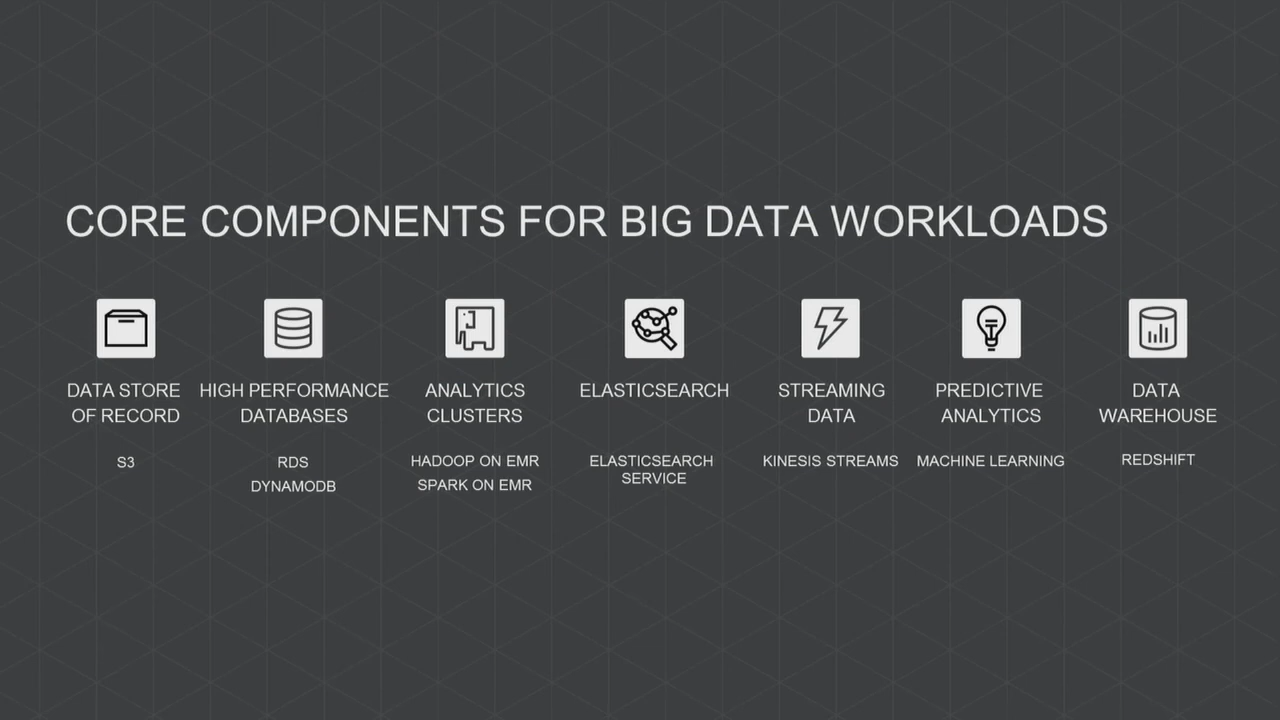 CORE COMPONENTS FOR BIG DATA WORKLOADS
DATA STORE
OF RECORD
S3
HIGH PERFORMANCE
DATABASES
RDS
DYNAMODB
ANALYTICS
CLUSTERS
HADOOP ON EMR
SPARK ON EMR
ELASTICSEARCH
ELASTICSEARCH
SERVICE
STREAMING
DATA
KINESIS STREAMS
PREDICTIVE
ANALYTICS
MACHINE LEARNING
DATA
WAREHOUSE
REDSHIFT